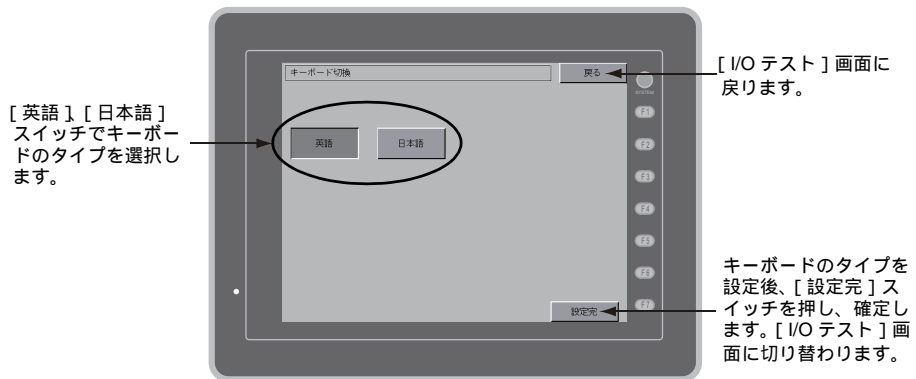 [ 英語 ]、[ 日本語 ]
スイッチでキーボー
ドのタイプを選択し
ます。
キーボード切換
戻る
英語
日本語
設定完
SYSTEM
F1
F2
F3
F4
F5
F6
F7
[ I/O テスト ] 画面に
戻ります。
キーボードのタイプを
設定後、[ 設定完 ] ス
イッチを押し、確定し
ます。[ I/O テスト ] 画
面に切り替わります。